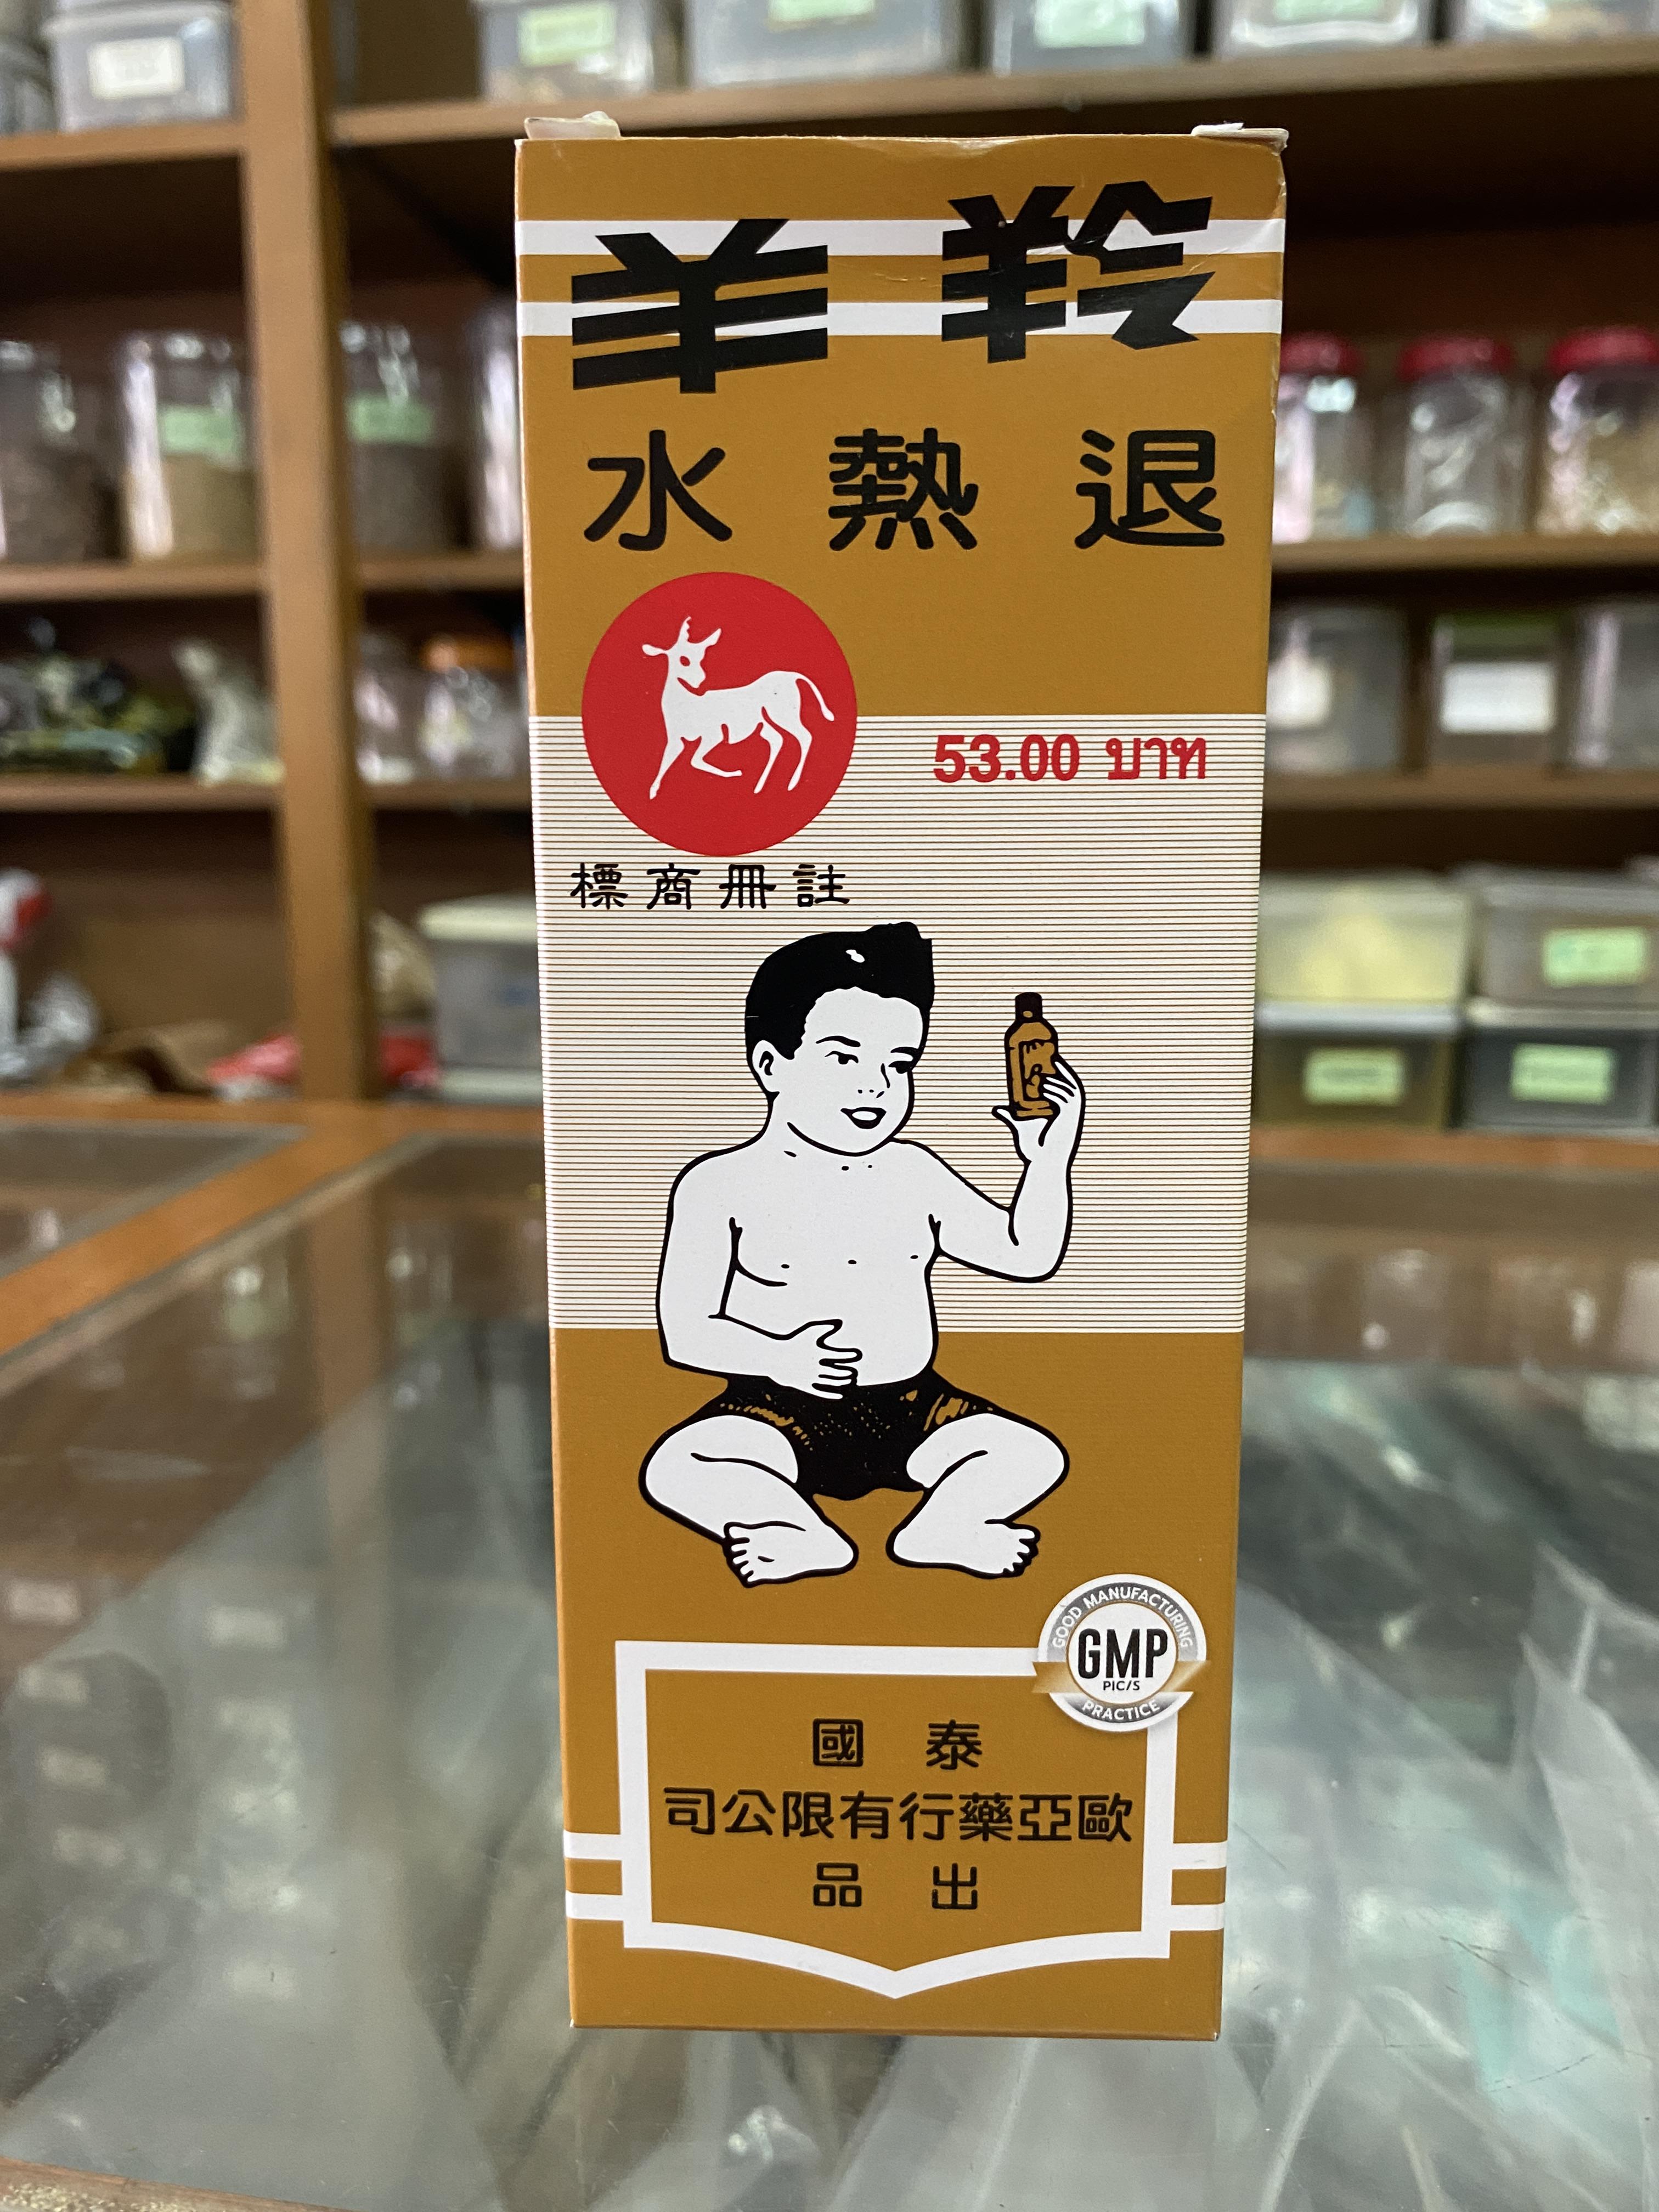 羚羊
退熱水
53.00 บาท
註冊商標
GOOD MANUFACTURING
GMP
PIC/S
PRACTICE
泰國
歐亞藥行有限公司
出品